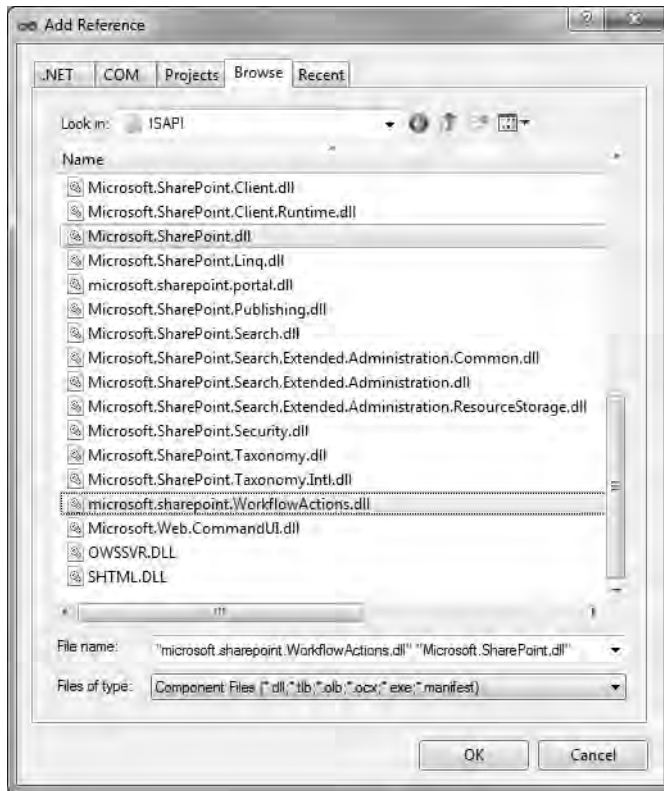 Add Reference
.NET COM Projects Browse Recent
Look in: ISAPI
Name
Microsoft.SharePoint.Client.dll
Microsoft.SharePoint.Client.Runtime.dll
Microsoft.SharePoint.dll
Microsoft.SharePoint.Linq.dll
microsoft.sharepoint.portal.dll
Microsoft.SharePoint.Publishing.dll
Microsoft.SharePoint.Search.dll
Microsoft.SharePoint.Search.Extended.Administration.Common.dll
Microsoft.SharePoint.Search.Extended.Administration.dll
Microsoft.SharePoint.Search.Extended.Administration.ResourceStorage.dll
Microsoft.SharePoint.Security.dll
Microsoft.SharePoint.Taxonomy.dll
Microsoft.SharePoint.Taxonomy.Intl.dll
microsoft.sharepoint.WorkflowActions.dll
Microsoft.Web.CommandUI.dll
OWSSVR.DLL
SHTML.DLL
File name: "microsoft.sharepoint.WorkflowActions.dll" "Microsoft.SharePoint.dll"
Files of type: Component Files (*.dll;*.tlb;*.olb;*.ocx;*.exe;*.manifest)
OK Cancel